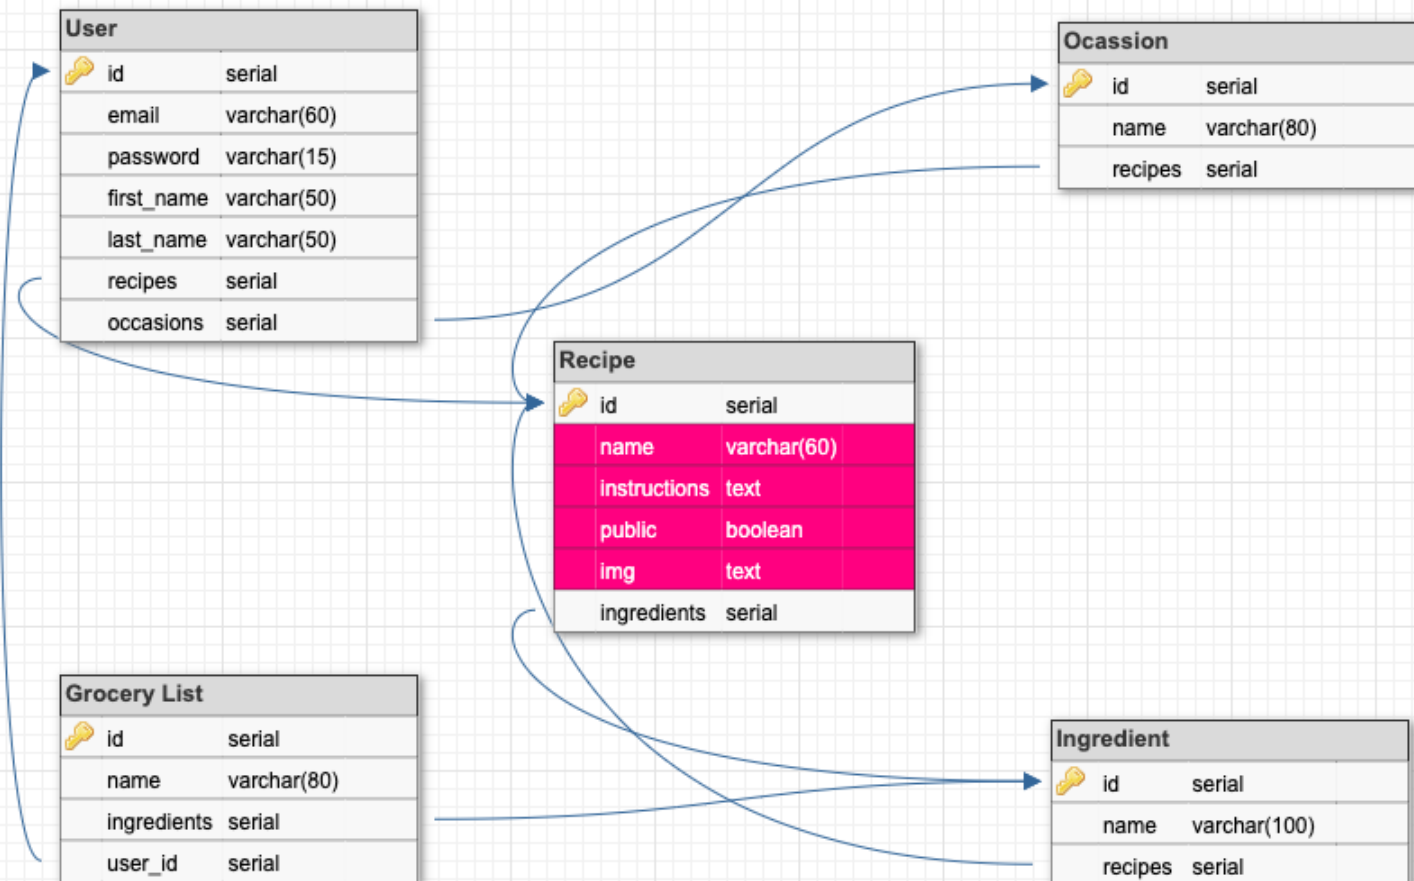 User
id serial
email varchar(60)
password varchar(15)
first_name varchar(50)
last_name varchar(50)
recipes serial
occasions serial
Ocassion
id serial
name varchar(80)
recipes serial
Recipe
id serial
name varchar(60)
instructions text
public boolean
img text
ingredients serial
Grocery List
id serial
name varchar(80)
ingredients serial
user_id serial
Ingredient
id serial
name varchar(100)
recipes serial